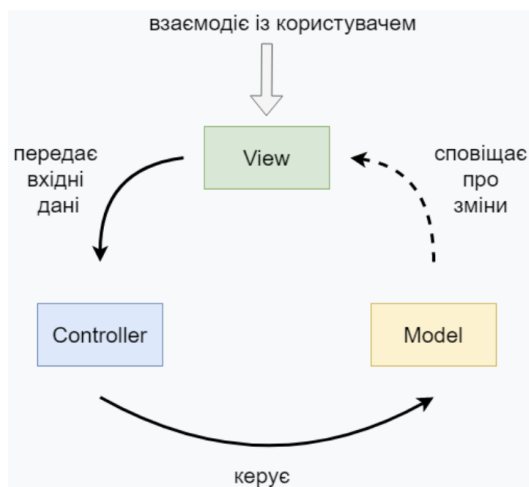 взаємодіє із користувачем
View
передає
вхідні
дані
сповіщає
про
зміни
Controller
Model
керує